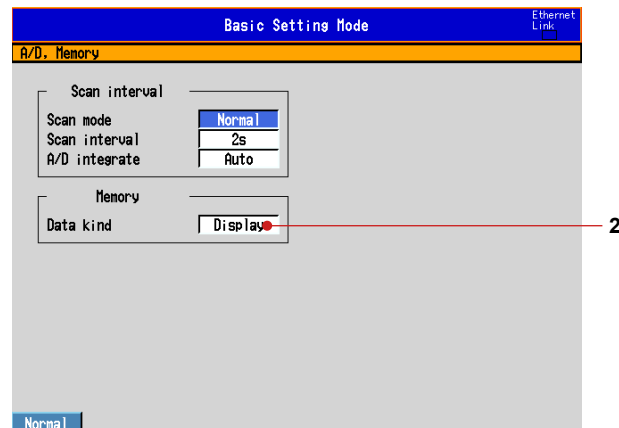 Basic Setting Mode
Ethernet
Link
A/D, Memory
Scan interval
Scan mode Normal
Scan interval 2s
A/D integrate Auto
Memory
Data kind Display 2
Normal